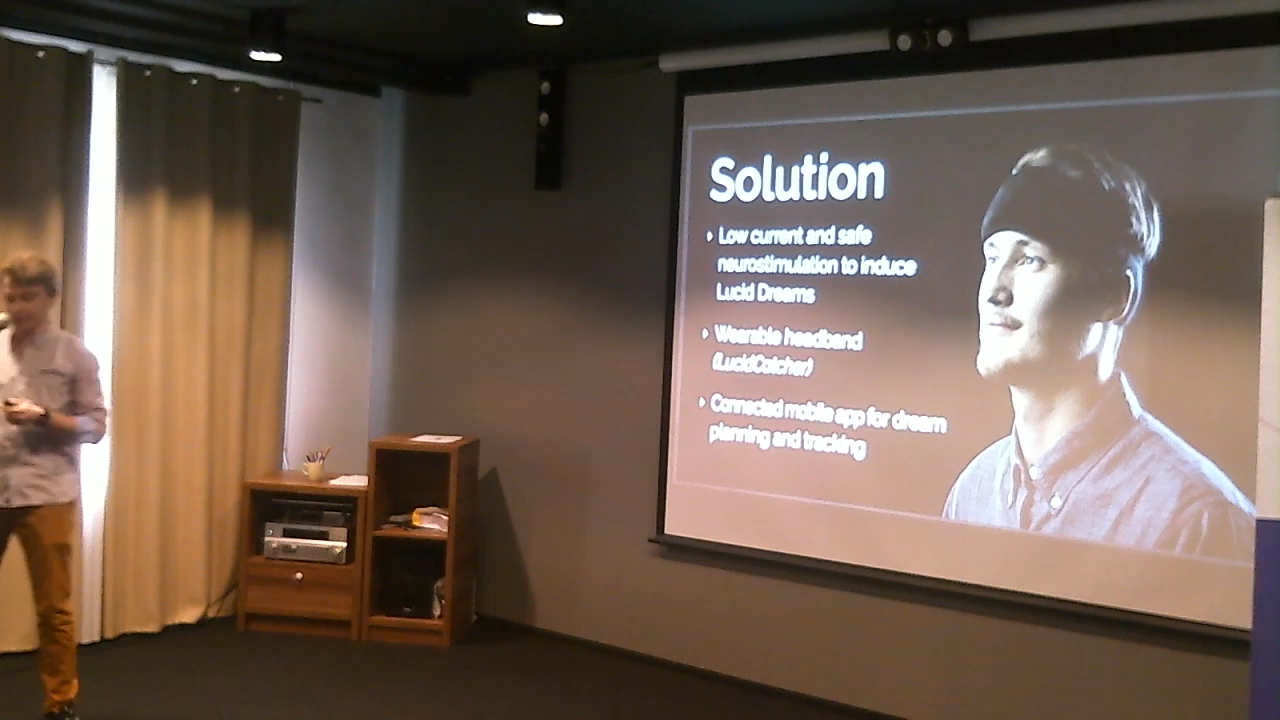 Solution
Low current and safe
neurostimulation to induce
Lucid Dreams
Wearable headband
(LucidCatcher)
Connected mobile app for dream
planning and tracking